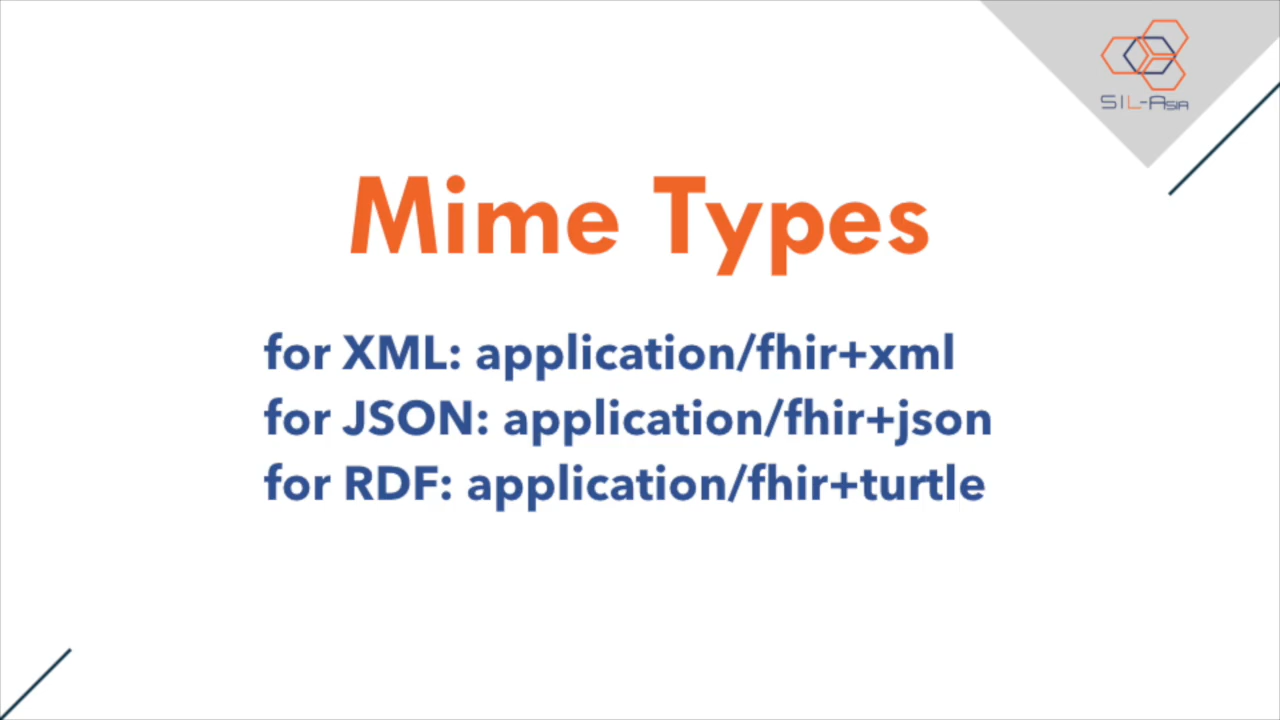 SIL-ASIA
Mime Types
for XML: application/fhir+xml
for JSON: application/fhir+json
for RDF: application/fhir+turtle